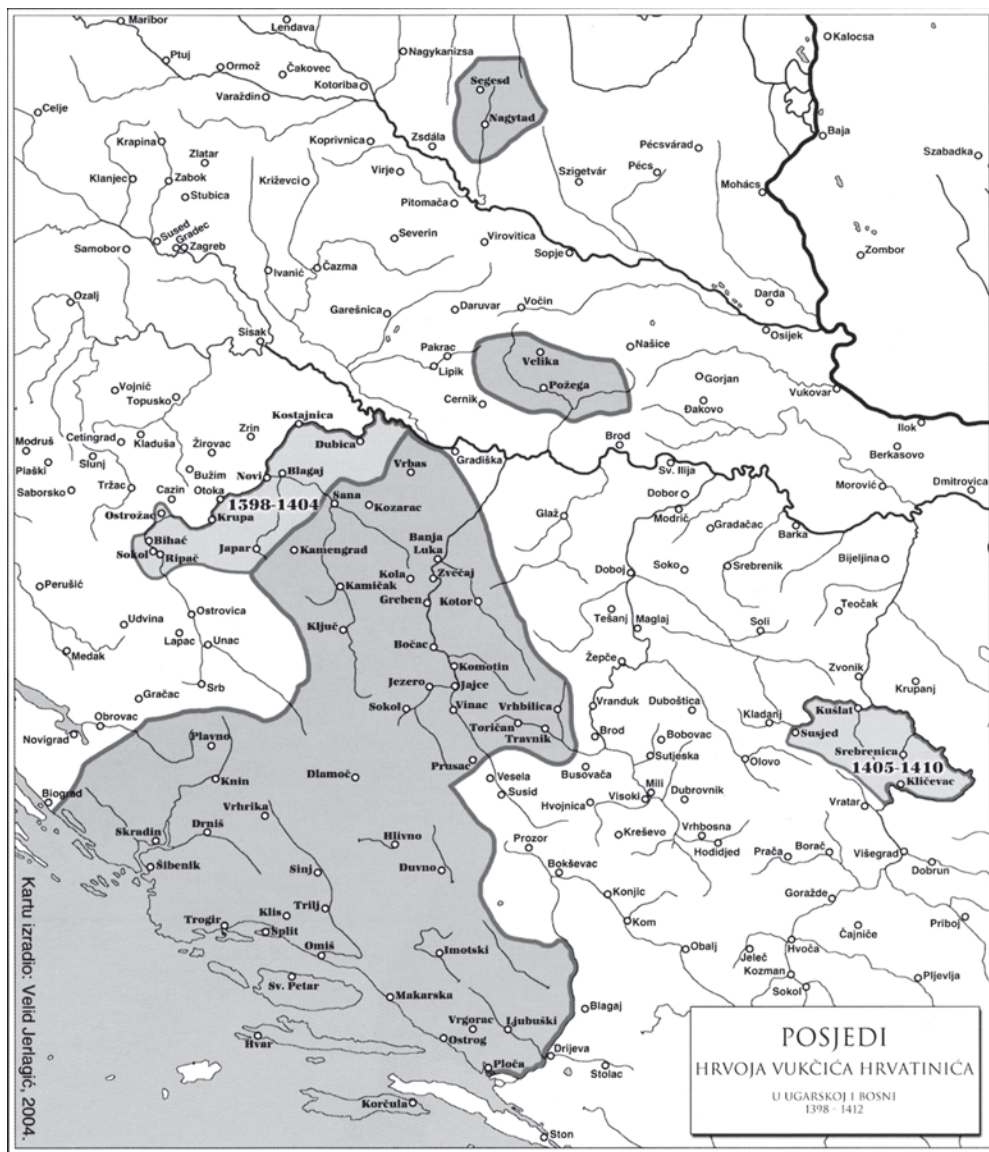 Maribor
Lendava
Ptuj
Ormož
Čakovec
Nagykanizsa
Kalocsa
Varaždin
Kotoriba
Segesd
Celje
Nagytad
Krapina
Zlatar
Koprivnica
Zsdála
Pécsvárad
Baja
Szabadka
Klanjec
Zabok
Križevci
Virje
Szigetvár
Pécs
Mohács
Stubica
Pitomača
Sused
Gradec
Zagreb
Samobor
Severin
Virovitica
Sopje
Zombor
Ivanić
Čazma
Ozalj
Garešnica
Daruvar
Voćin
Darda
Osijek
Sisak
Pakrac
Lipik
Velika
Našice
Požega
Vojnić
Topusko
Cernik
Gorjan
Đakovo
Vukovar
Kostajnica
Ilok
Modruš
Cetingrad
Kladuša
Zrin
Žirovac
Dubica
Brod
Berkasovo
Plaški
Slunj
Gradiška
Saborsko
Tržac
Bužim
Novi
Blagaj
Vrbas
Sv. Ilija
Morović
Dmitrovica
Cazin
Otoka
1398-1404
Sana
Kozarac
Dobor
Modrič
Gradačac
Barka
Ostrožac
Krupa
Glaž
Bihać
Sokol
Ripač
Japar
Kamengrad
Banja
Luka
Doboj
Soko
Srebrenik
Bijeljina
Perušić
Kola
Zvečaj
Kamičak
Greben
Kotor
Teočak
Ostrovica
Udvina
Lapac
Unac
Ključ
Tešanj
Maglaj
Soli
Medak
Bočac
Žepče
Zvonik
Komotin
Srb
Jezero
Jajce
Krupanj
Gračac
Sokol
Vinac
Vrhbilica
Vranduk
Duboštica
Kladanj
Kuslat
Obrovac
Novigrad
Toričan
Travnik
Brod
Bobovac
Susjed
Plavno
Sutjeska
Srebrenica
1405-1410
Kličevac
Knin
Dlamoč
Prusac
Busovača
Vesela
Susid
Olovo
Mili
Visoki
Hvojnica
Dubrovnik
Vratar
Biograd
Vrhrika
Skradin
Drniš
Hlivno
Prozor
Kreševo
Vrhbosna
Hodidjed
Prača
Borač
Višegrad
Šibenik
Sinj
Duvno
Bokševac
Dobrun
Konjic
Goražde
Klis
Trilj
Trogir
Split
Omiš
Kom
Čajniče
Priboj
Imotski
Obalj
Jeleč
Hvoča
Kozman
Sokol
Pljevlja
Sv. Petar
Makarska
Blagaj
Vrgorac
Ljubuški
Ostrog
Hvar
Ploča
Drijeva
Stolac
Korčula
Ston
Kartu izradio: Velid Jerlagić, 2004.
POSJEDI
HRVOJA VUKČIĆA HRVATINIĆA
U UGARSKOJ I BOSNI
1398 - 1412